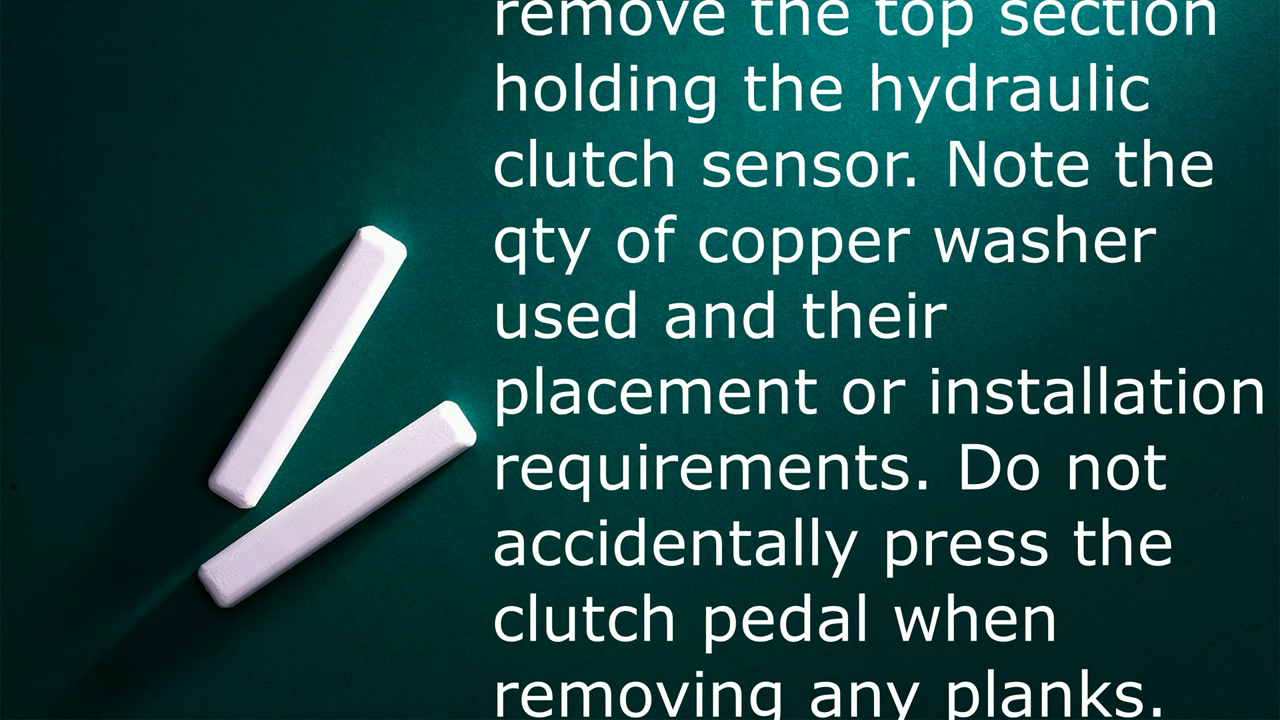 remove the top section
holding the hydraulic
clutch sensor. Note the
qty of copper washer
used and their
placement or installation
requirements. Do not
accidentally press the
clutch pedal when
removing any planks.